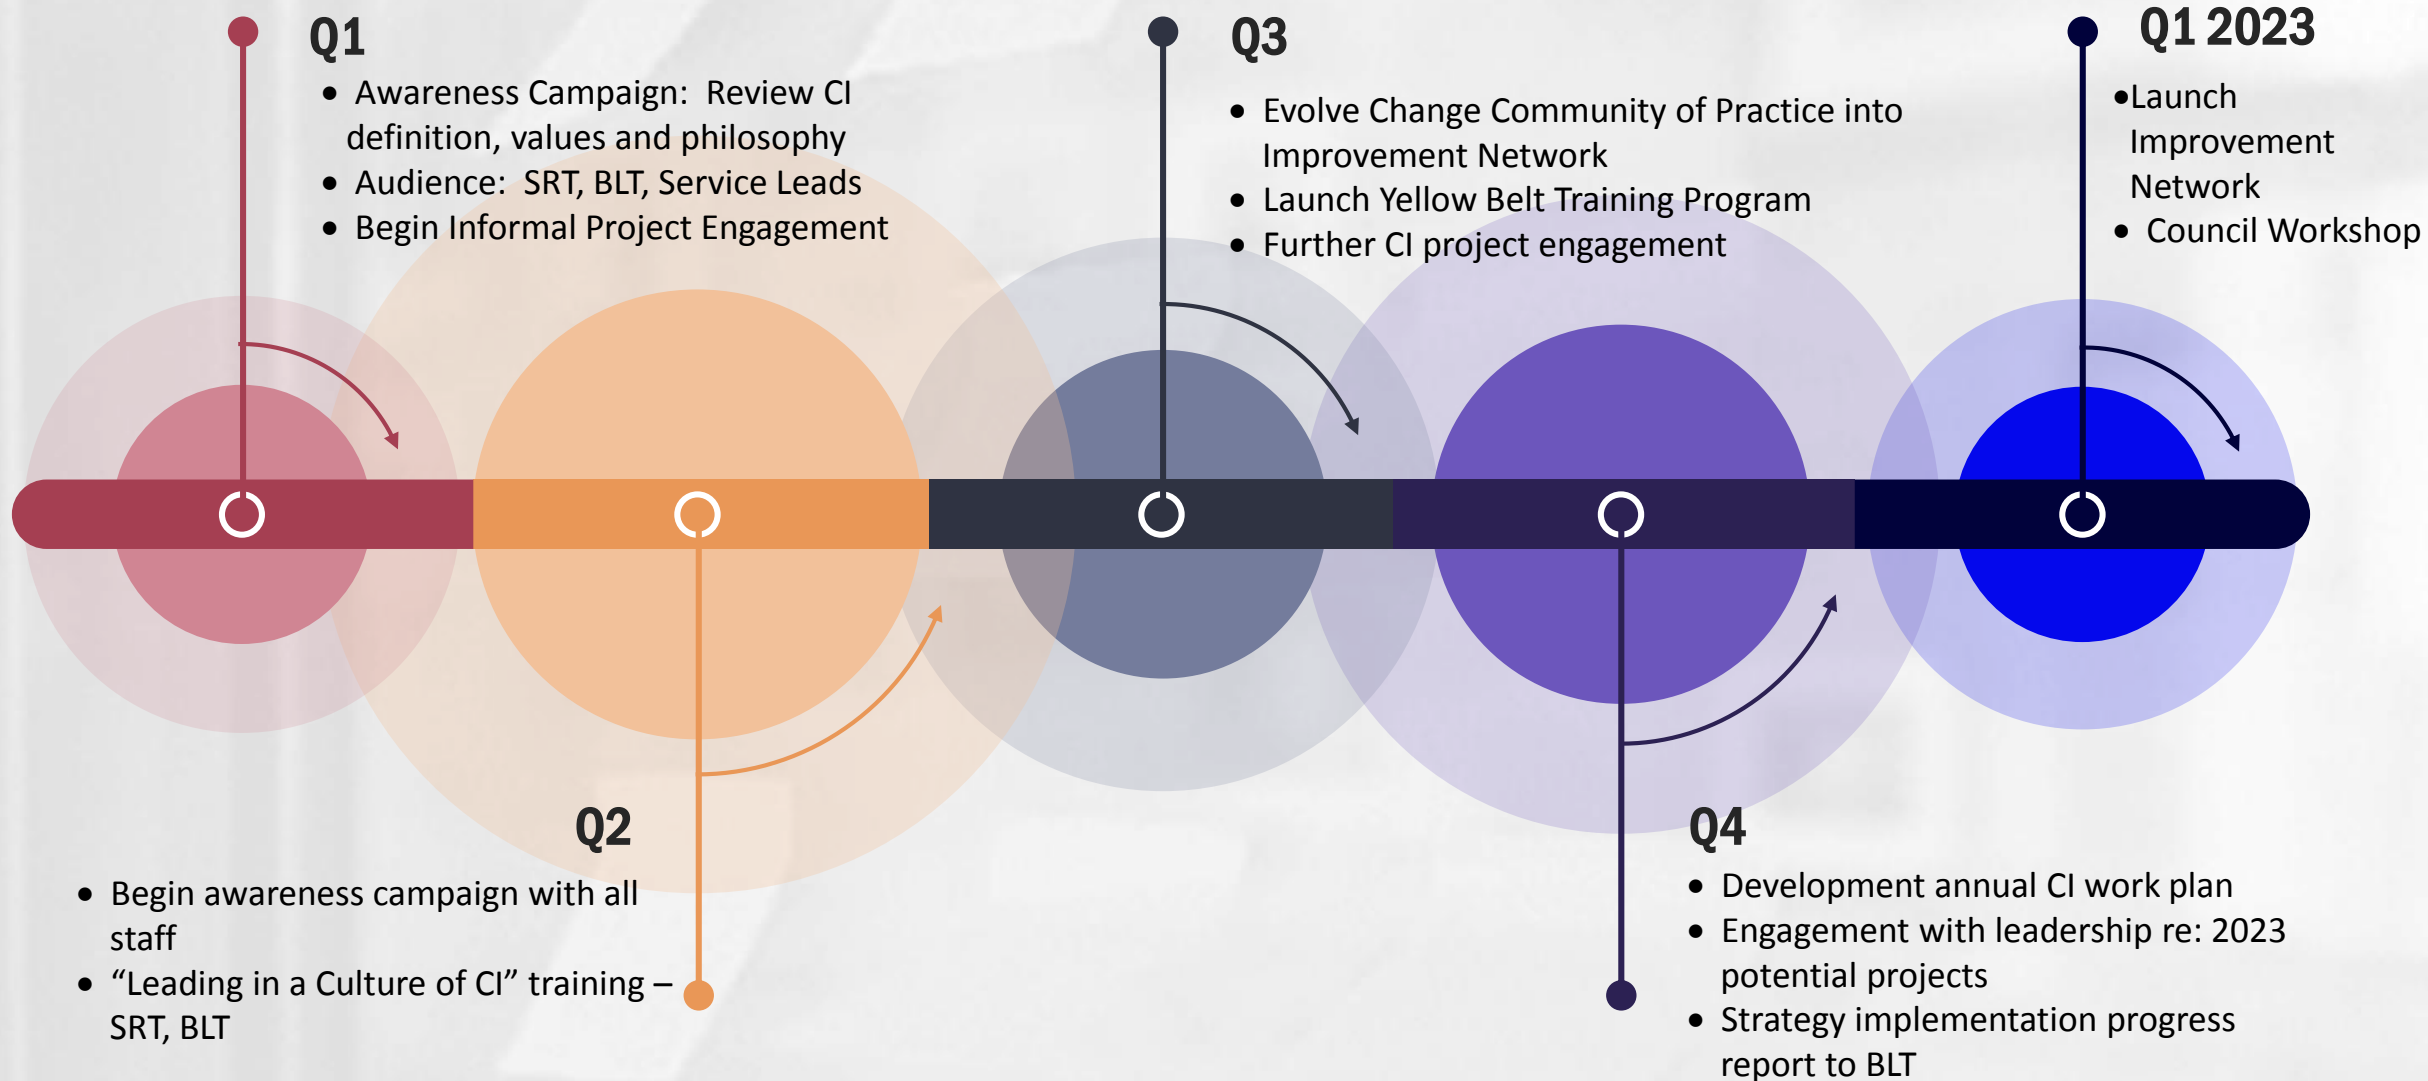 Q1
• Awareness Campaign:  Review CI
definition, values and philosophy
• Audience:  SRT, BLT, Service Leads
• Begin Informal Project Engagement
Q2
• Begin awareness campaign with all
staff
• “Leading in a Culture of CI” training –
SRT, BLT
Q3
• Evolve Change Community of Practice into
Improvement Network
• Launch Yellow Belt Training Program
• Further CI project engagement
Q4
• Development annual CI work plan
• Engagement with leadership re: 2023
potential projects
• Strategy implementation progress
report to BLT
Q1 2023
•Launch
Improvement
Network
• Council Workshop